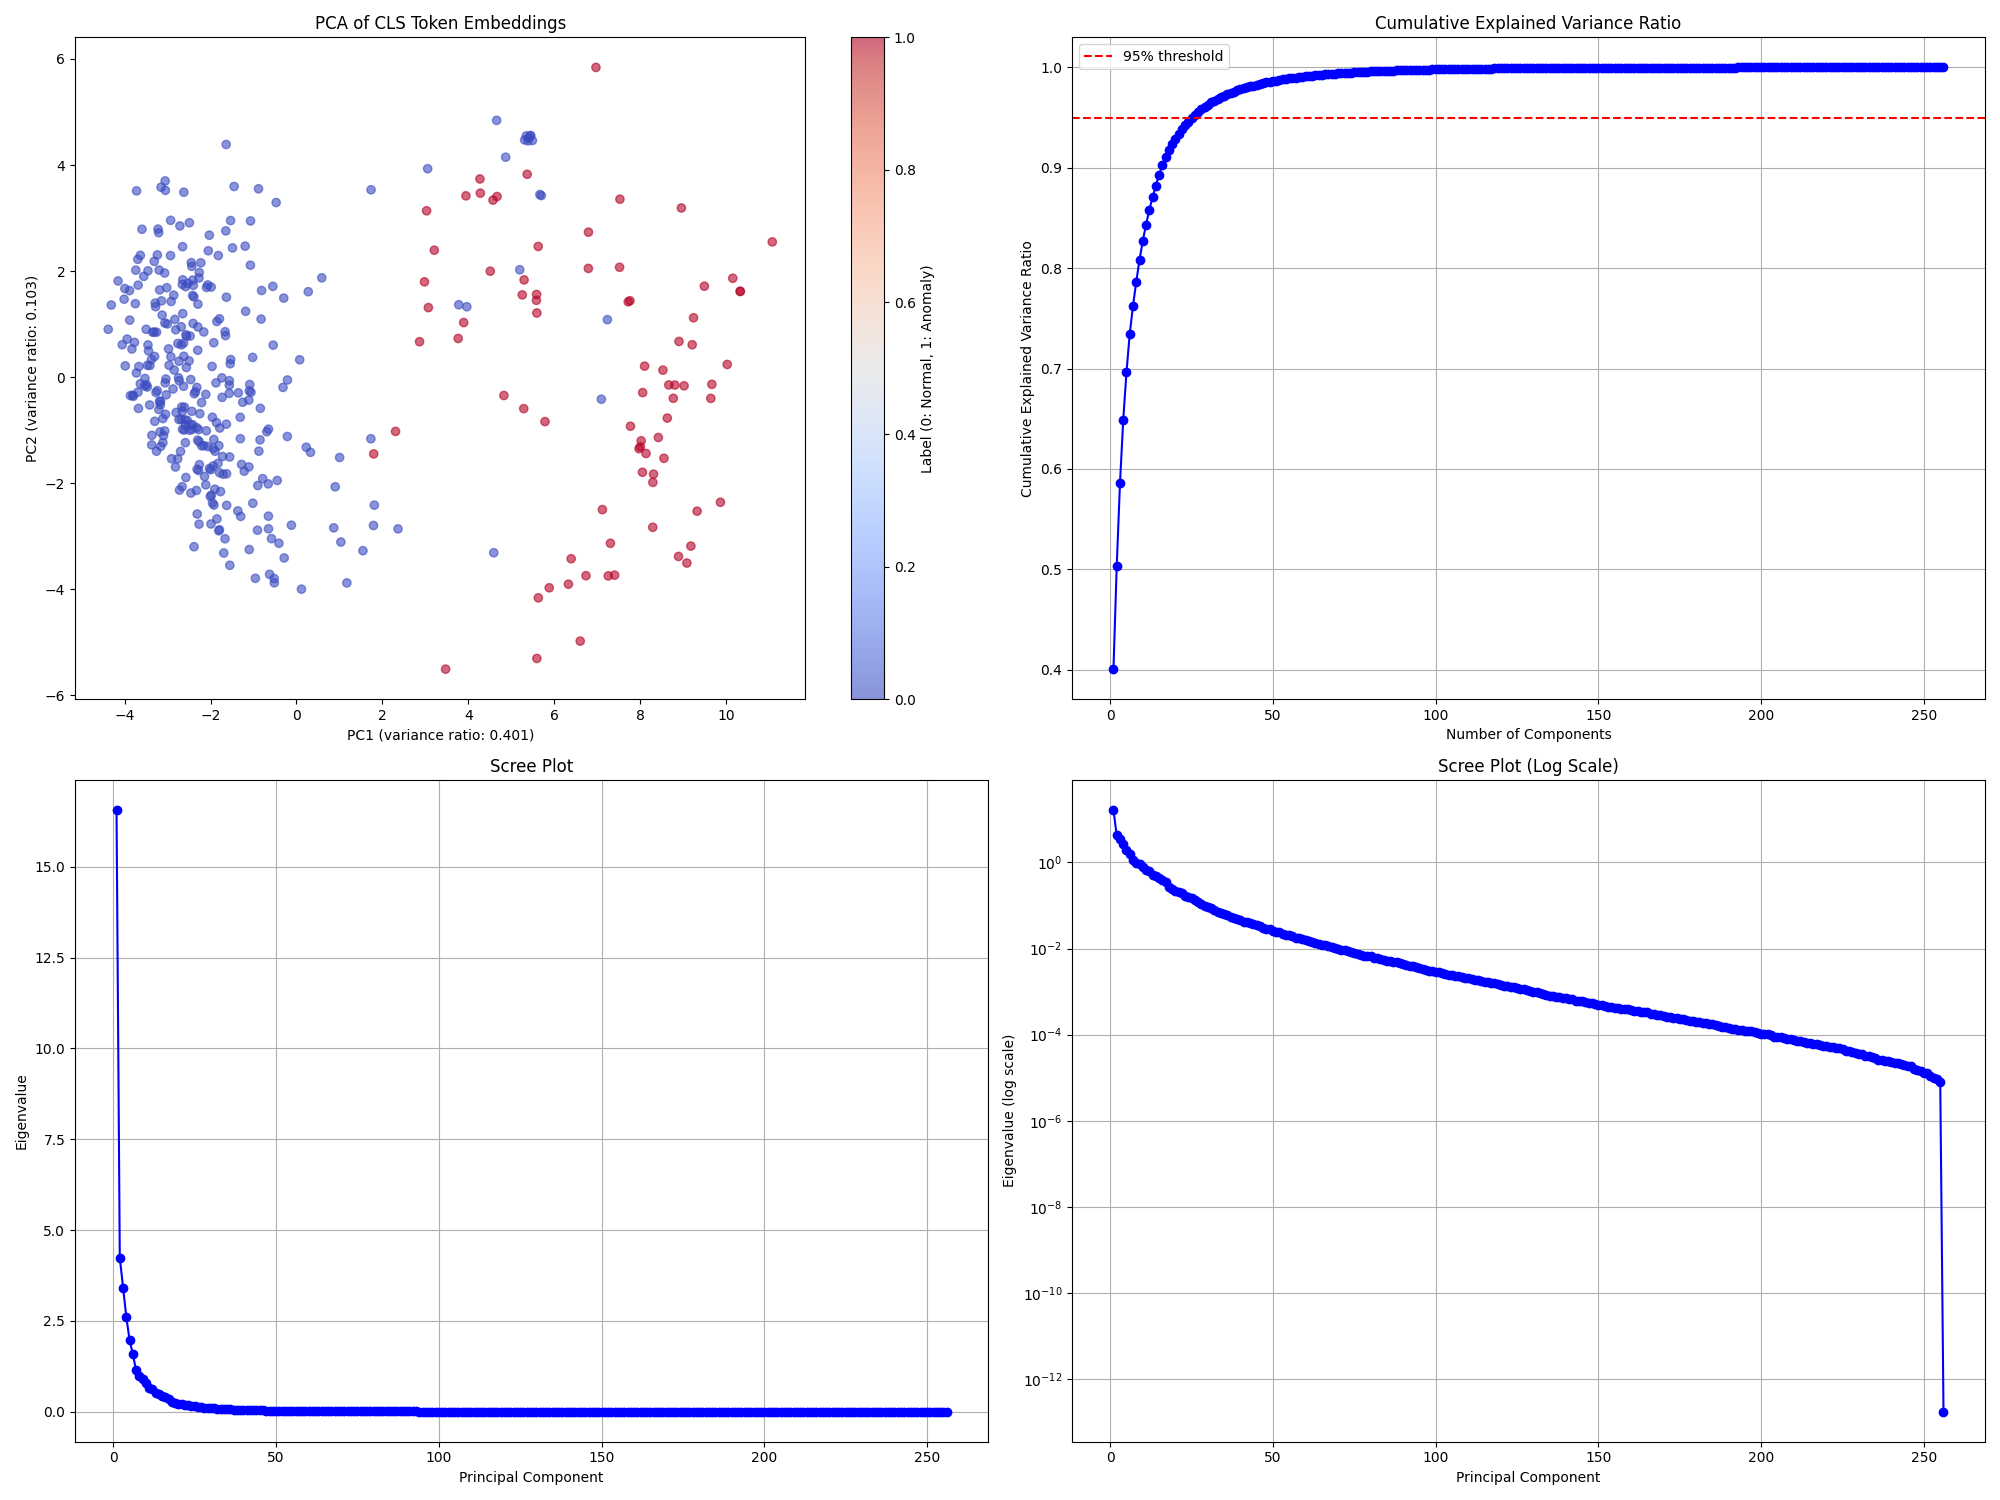 PCA of CLS Token Embeddings
6
4
2
0
−2
−4
−6
PC2 (variance ratio: 0.103)
−4 −2 0 2 4 6 8 10
PC1 (variance ratio: 0.401)
1.0
0.8
0.6
0.4
0.2
0.0
Label (0: Normal, 1: Anomaly)
Cumulative Explained Variance Ratio
95% threshold
1.0
0.9
0.8
0.7
0.6
0.5
0.4
Cumulative Explained Variance Ratio
0 50 100 150 200 250
Number of Components
Scree Plot
15.0
12.5
10.0
7.5
5.0
2.5
0.0
Eigenvalue
0 50 100 150 200 250
Principal Component
Scree Plot (Log Scale)
10⁰
10⁻²
10⁻⁴
10⁻⁶
10⁻⁸
10⁻¹⁰
10⁻¹²
Eigenvalue (log scale)
0 50 100 150 200 250
Principal Component